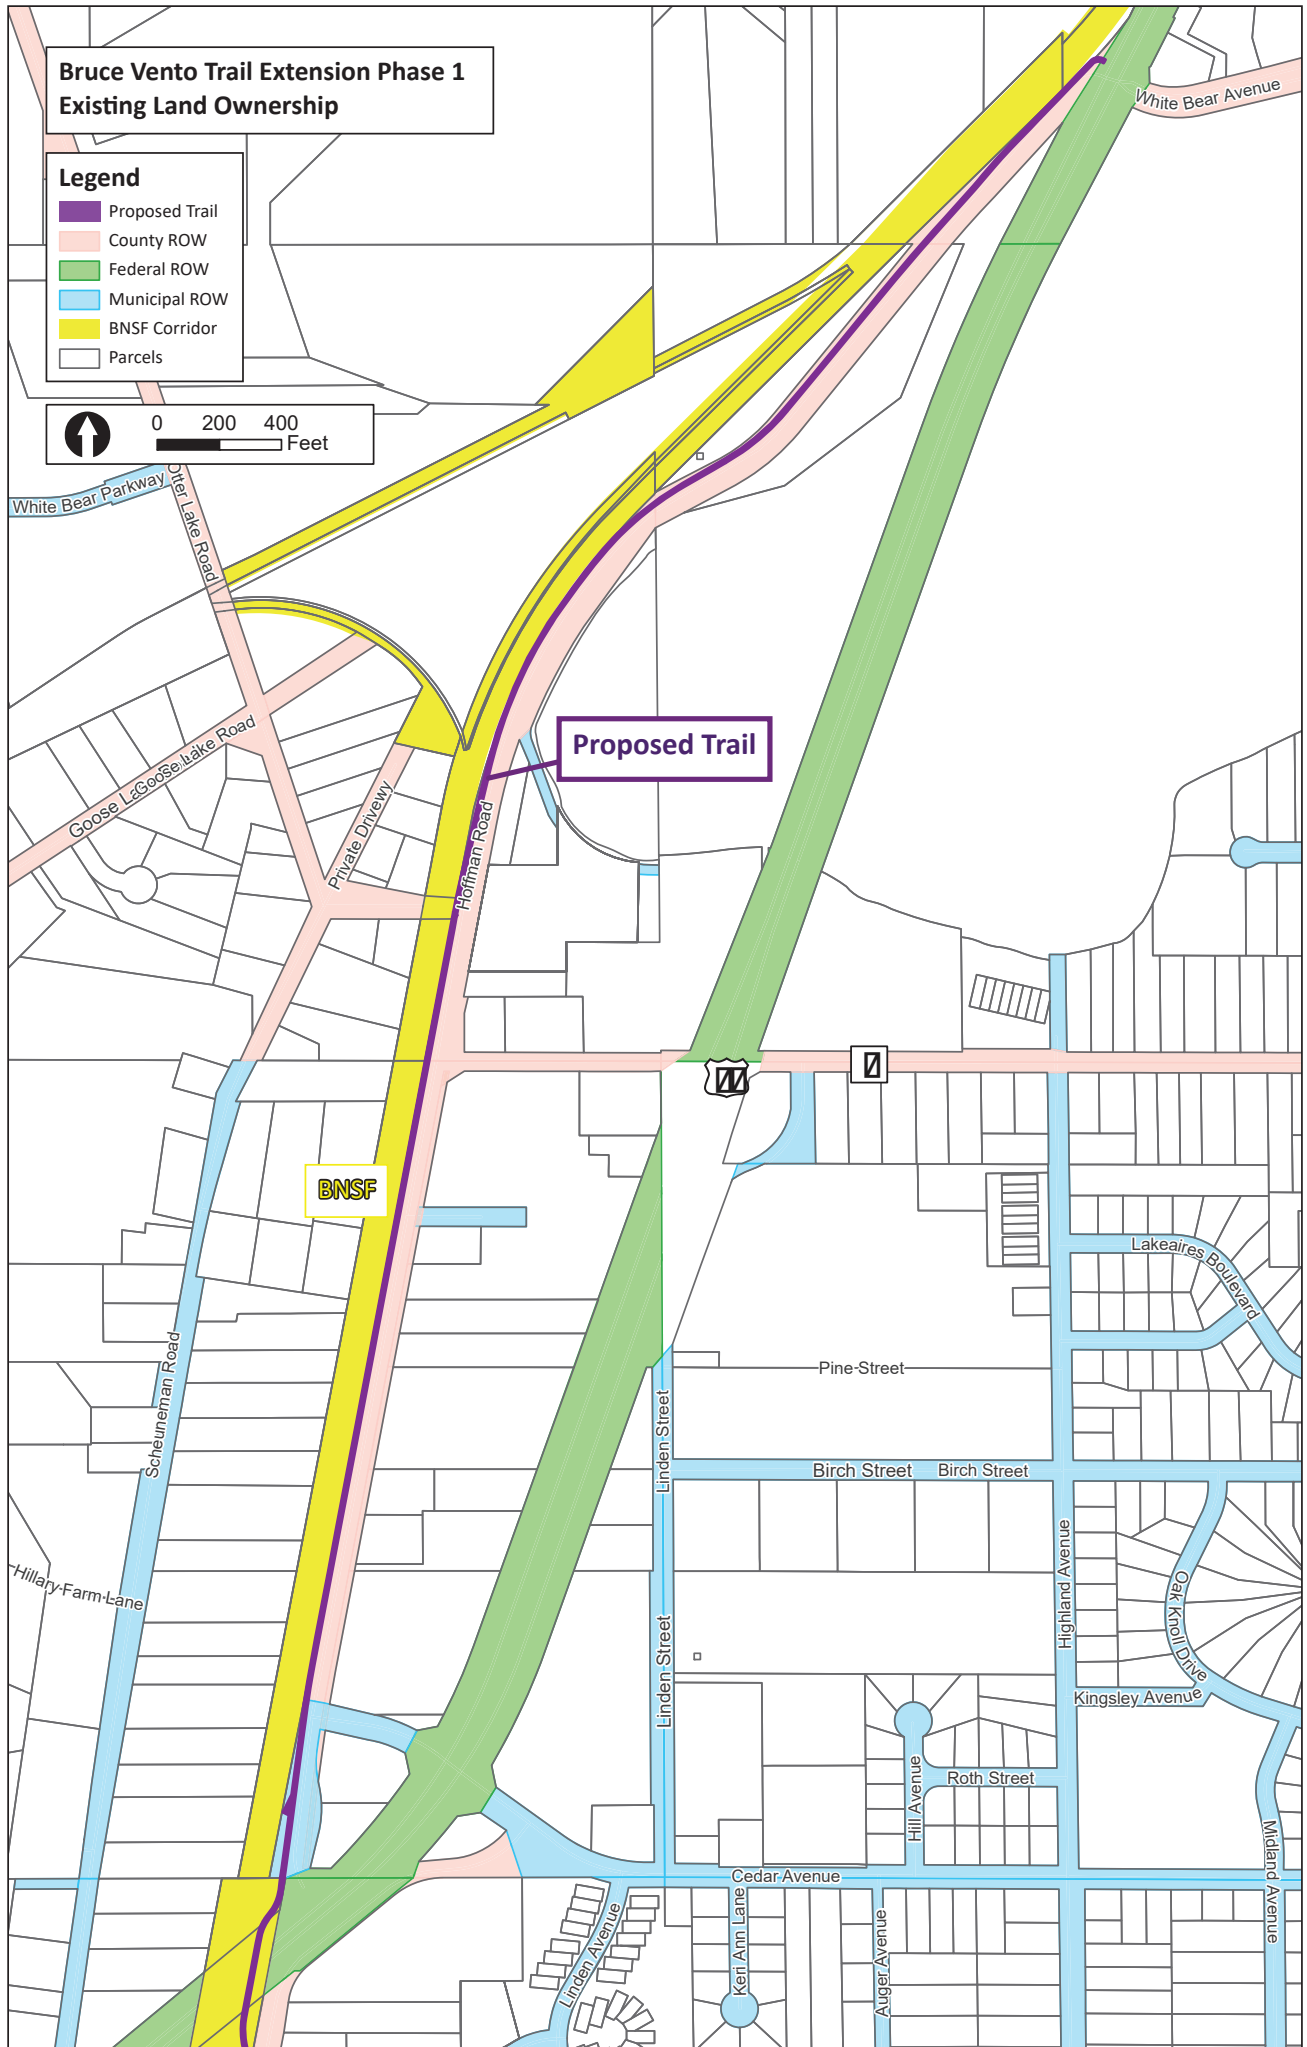 Bruce Vento Trail Extension Phase 1
Existing Land Ownership
Legend
Proposed Trail
County ROW
Federal ROW
Municipal ROW
BNSF Corridor
Parcels
0 200 400
Feet
White Bear Avenue
White Bear Parkway
Otter Lake Road
Goose Lake Road
Private Drivewy
Hoffman Road
Proposed Trail
BNSF
Scheuneman Road
Hillary Farm Lane
Lakeaires Boulevard
Pine Street
Linden Street
Birch Street
Birch Street
Highland Avenue
Oak Knoll Drive
Linden Street
Kingsley Avenue
Roth Street
Hill Avenue
Midland Avenue
Cedar Avenue
Linden Avenue
Keri Ann Lane
Auger Avenue